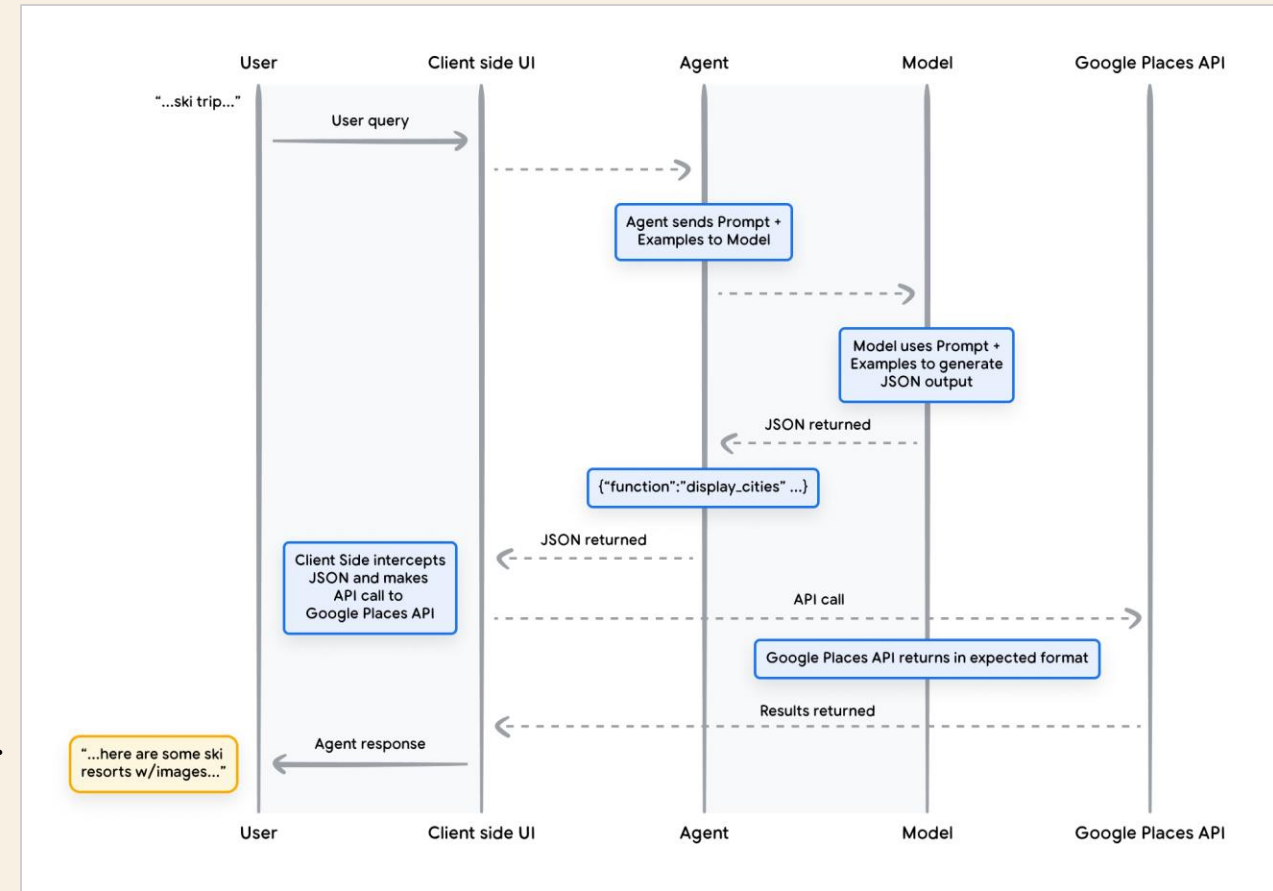 User
Client side UI
Agent
Model
Google Places API
“...ski trip...”
User query
Agent sends Prompt +
Examples to Model
Model uses Prompt +
Examples to generate
JSON output
JSON returned
{“function”:”display_cities” ...}
JSON returned
Client Side intercepts
JSON and makes
API call to
Google Places API
API call
Google Places API returns in expected format
Results returned
Agent response
“...here are some ski
resorts w/images...”
User
Client side UI
Agent
Model
Google Places API